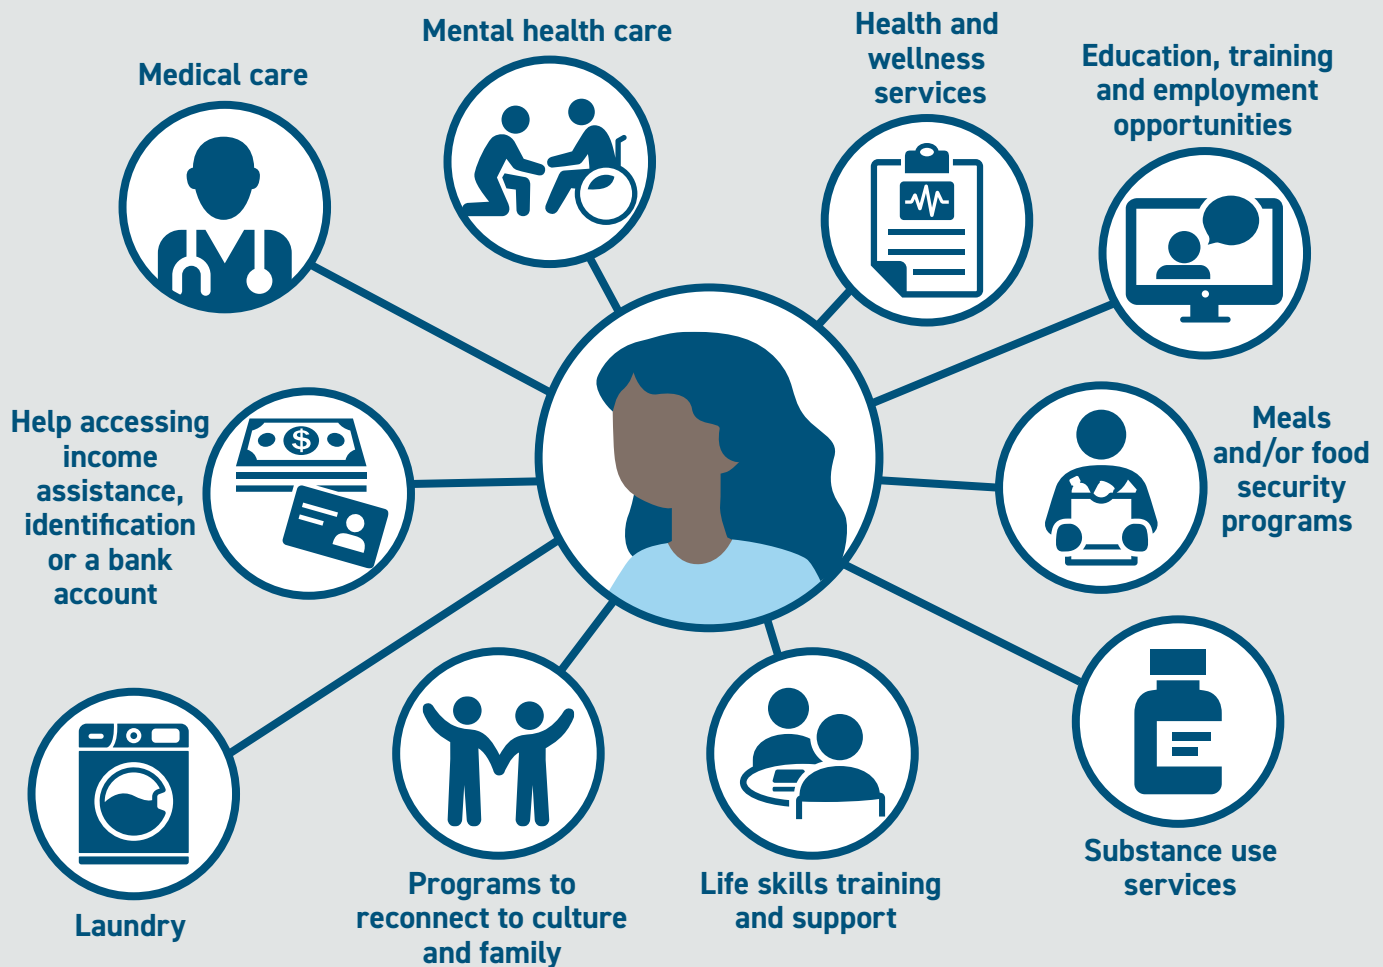 Medical care
Mental health care
Health and
wellness
services
Education, training
and employment
opportunities
Help accessing
income
assistance,
identification
or a bank
account
$
Meals
and/or food
security
programs
Laundry
Programs to
reconnect to culture
and family
Life skills training
and support
Substance use
services